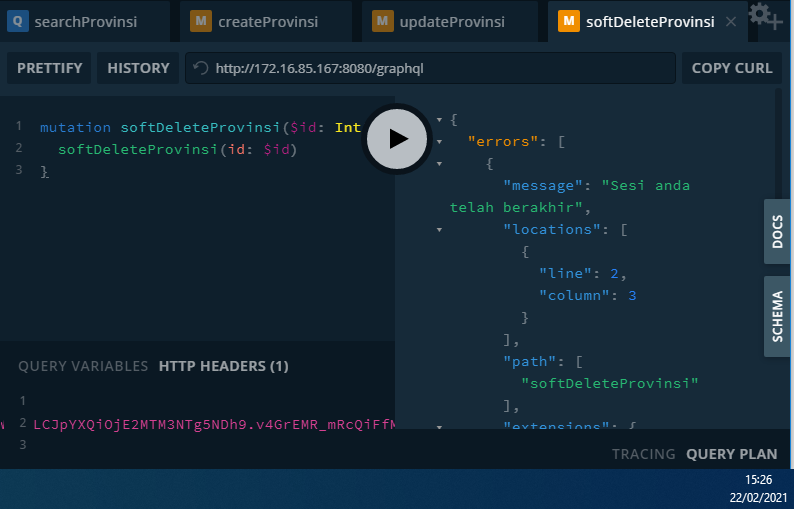 Q searchProvinsi M createProvinsi M updateProvinsi M softDeleteProvinsi
PRETTIFY HISTORY http://172.16.85.167:8080/graphql COPY CURL
1 mutation softDeleteProvinsi($id: Int
2 softDeleteProvinsi(id: $id)
3 }
{
"errors": [
{
"message": "Sesi anda
telah berakhir",
"locations": [
{
"line": 2,
"column": 3
}
],
"path": [
"softDeleteProvinsi"
],
"extensions": {
DOCS
SCHEMA
QUERY VARIABLES HTTP HEADERS (1)
1
2 LCJpYXQiOjE2MTM3NTg5NDh9.v4GrEMR_mRcQiFfM
3
TRACING QUERY PLAN
15:26
22/02/2021